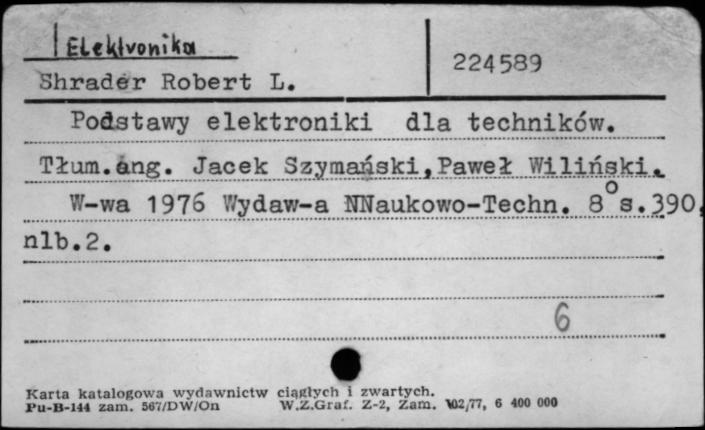 Elektronika
224589
Shrader Robert L.
Podstawy elektroniki dla techników.
Tłum.áng. Jacek Szymański,Paweł Wiliński.
W-wa 1976 Wydaw-a NNaukowo-Techn. 8° s.390,
nlb.2.
6
Karta katalogowa wydawnictw ciągłych i zwartych.
Pu-B-144 zam. 567/DW/On W.Z.Graf. Z-2, Zam. 102/77, 6 400 000